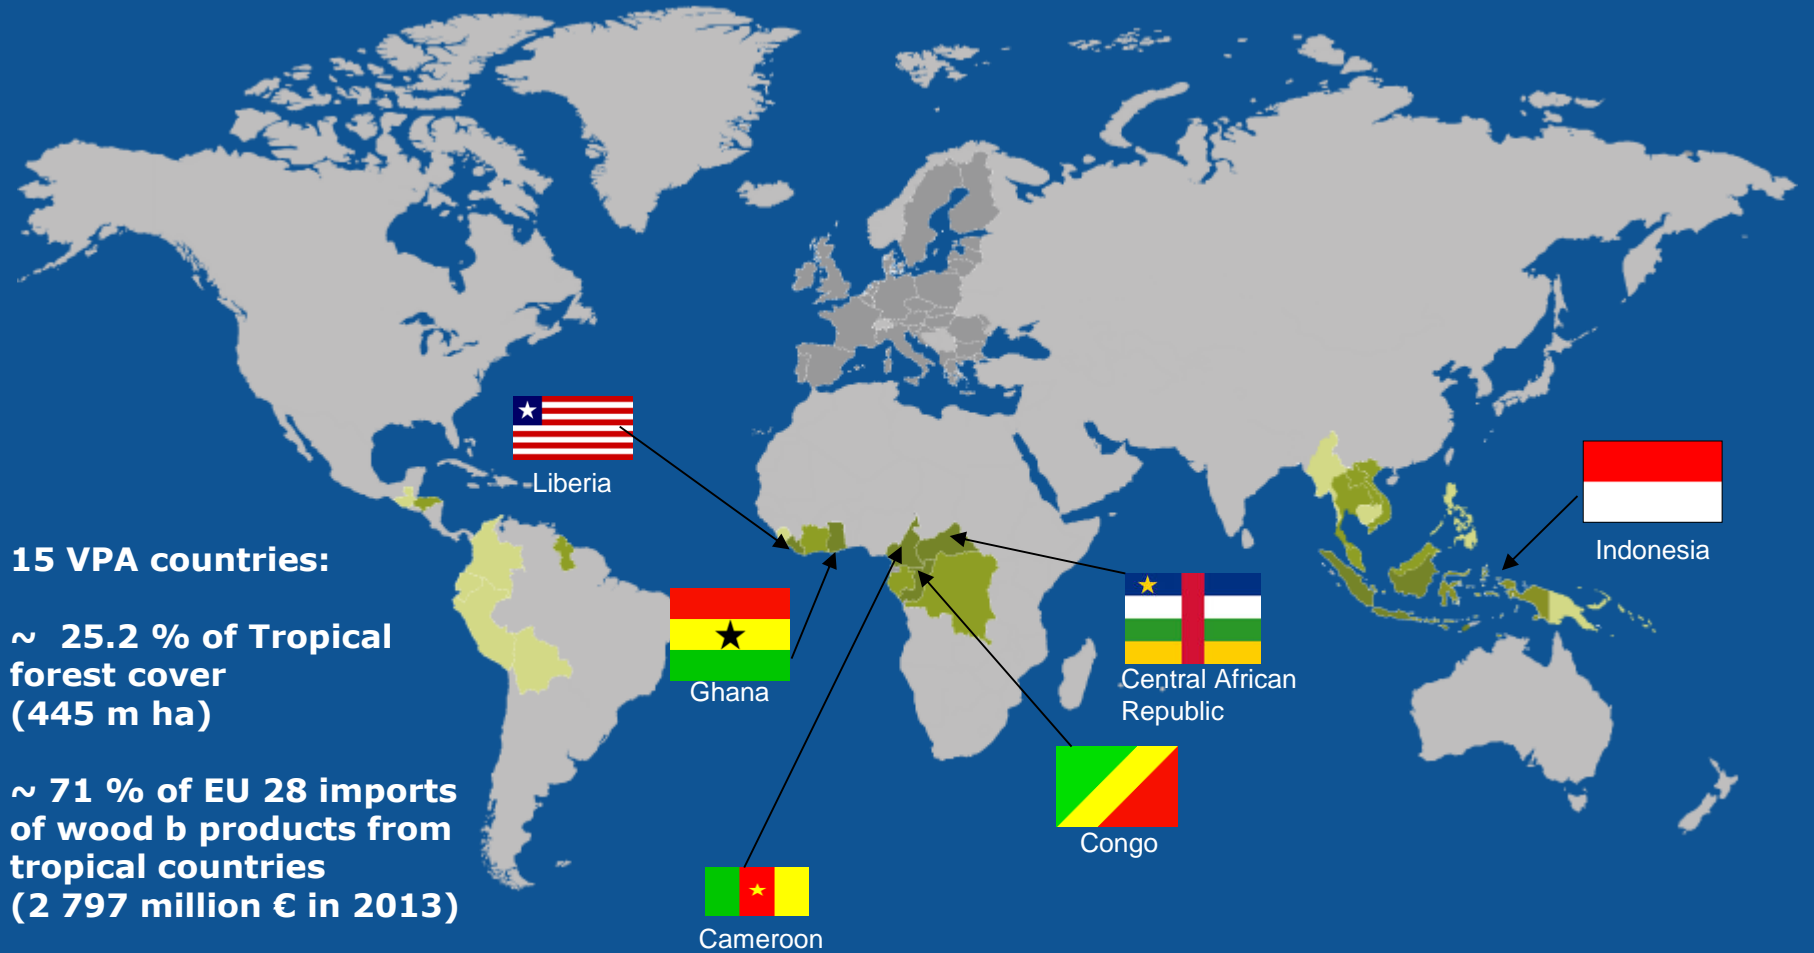 Liberia
Indonesia
15 VPA countries:
~ 25.2 % of Tropical
forest cover
(445 m ha)
Ghana
Central African
Republic
~ 71 % of EU 28 imports
of wood b products from
tropical countries
(2 797 million € in 2013)
Congo
Cameroon